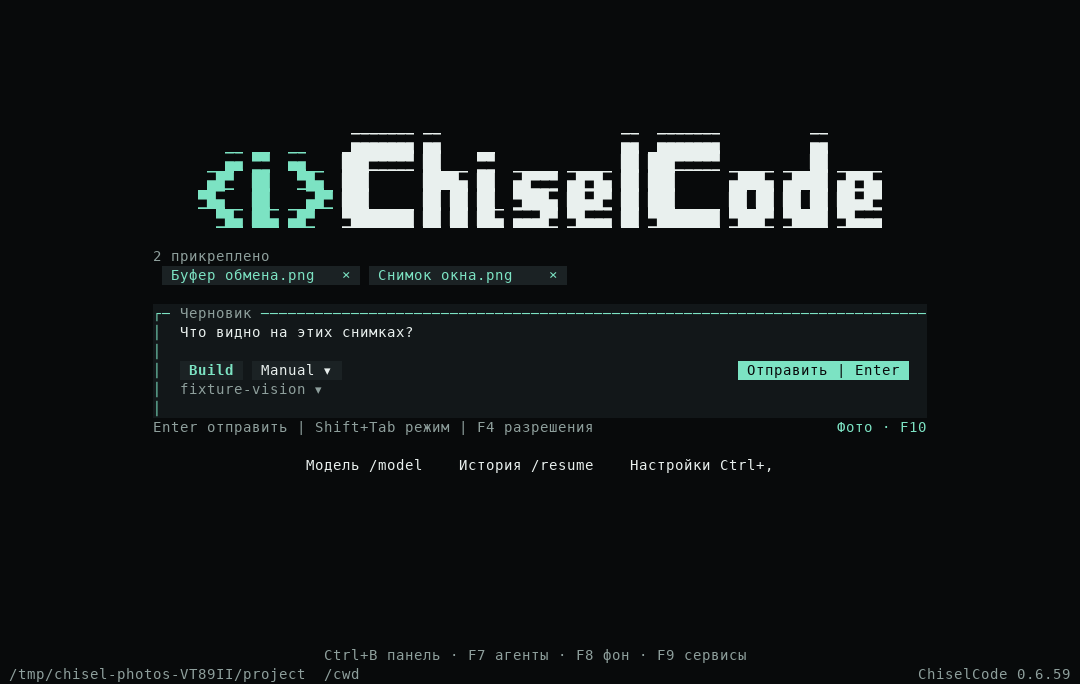 <i>ChiselCode
2 прикреплено
Буфер обмена.png × Снимок окна.png ×
Черновик
Что видно на этих снимках?
Build Manual ▼ Отправить | Enter
fixture-vision ▼
Enter отправить | Shift+Tab режим | F4 разрешения Фото · F10
Модель /model История /resume Настройки Ctrl+,
Ctrl+B панель · F7 агенты · F8 фон · F9 сервисы
/tmp/chisel-photos-VT89II/project /cwd ChiselCode 0.6.59